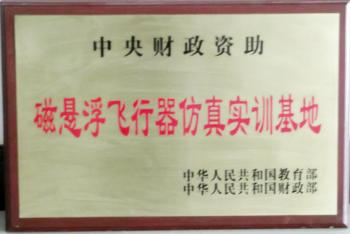 中央财政资助
磁悬浮飞行器仿真实训基地
中华人民共和国教育部
中华人民共和国财政部